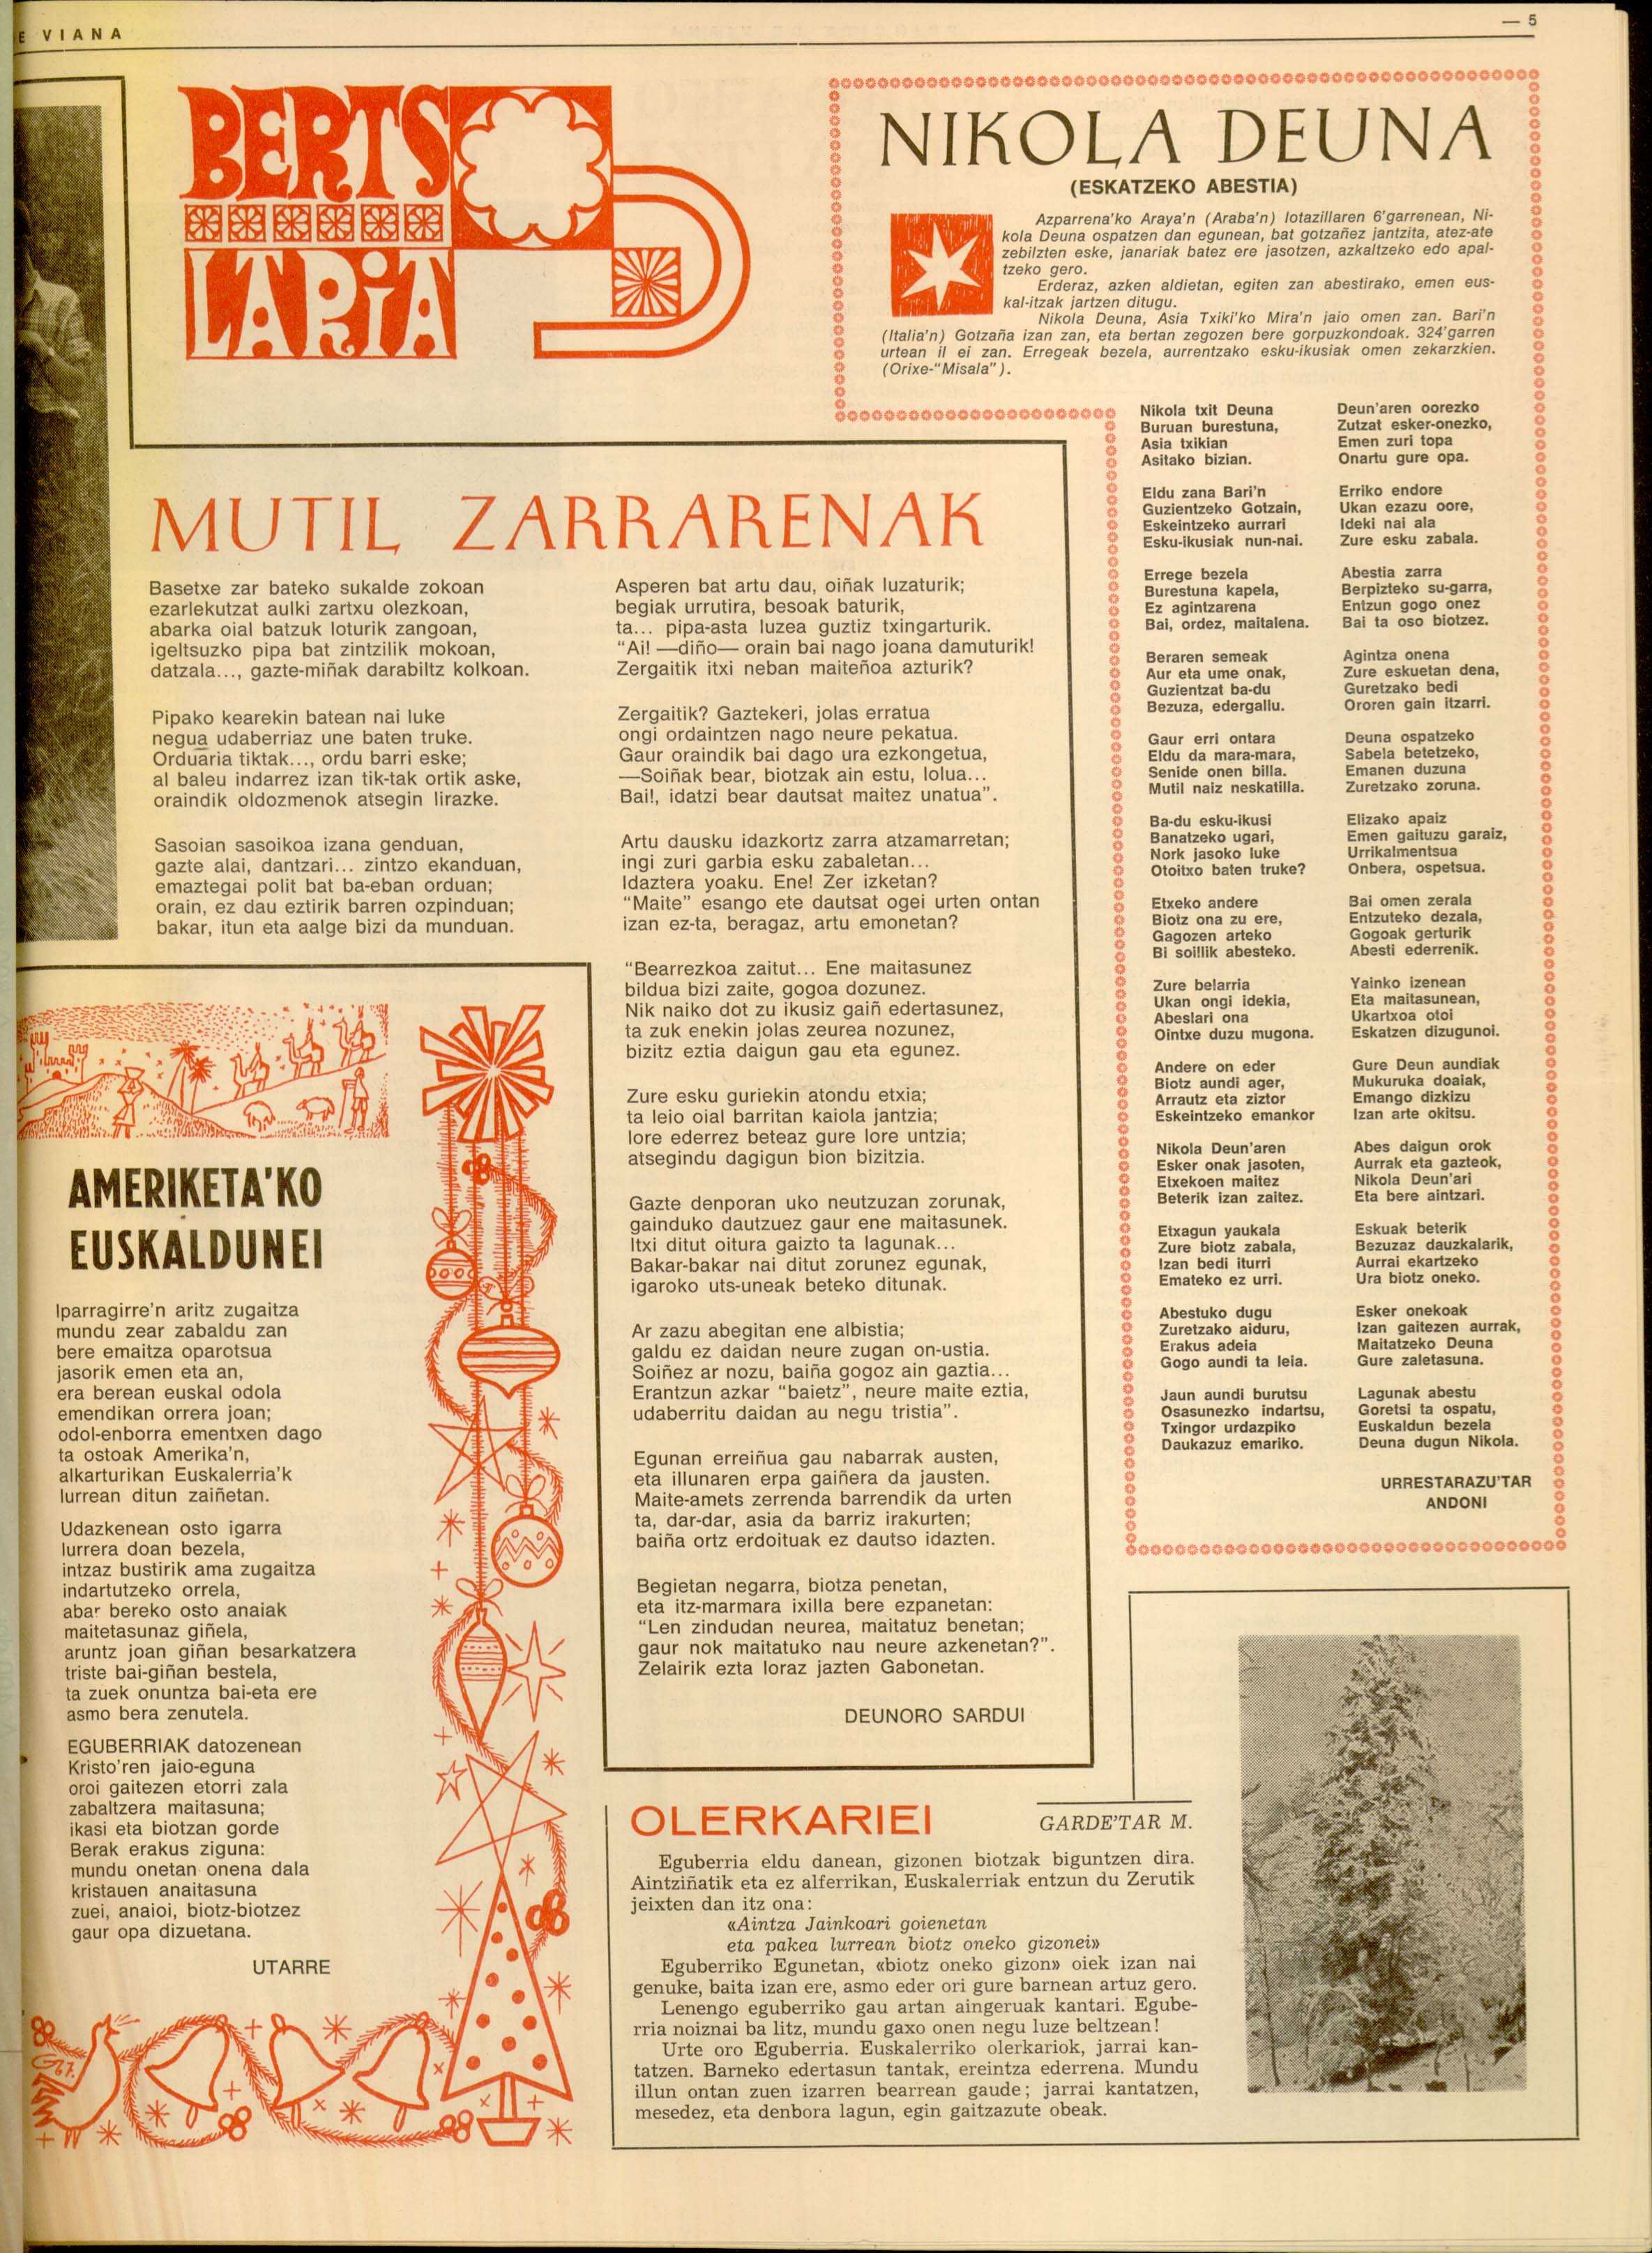 E VIANA
— 5
BERTS
LARIA
NIKOLA DEUNA
(ESKATZEKO ABESTIA)
Azparrena'ko Araya'n (Araba'n) lotazillaren 6'garrenean, Ni-
kola Deuna ospatzen dan egunean, bat gotzañez jantzita, atez-ate
zebilzten eske, janariak batez ere jasotzen, azkaltzeko edo apal-
tzeko gero.
Erderaz, azken aldietan, egiten zan abestirako, emen eus-
kal-itzak jartzen ditugu.
Nikola Deuna, Asia Txiki'ko Mira'n jaio omen zan. Bari'n
(Italia'n) Gotzaña izan zan, eta bertan zegozen bere gorpuzkondoak. 324'garren
urtean il ei zan. Erregeak bezela, aurrentzako esku-ikusiak omen zekarzkien.
(Orixe-"Misala").
Nikola txit Deuna
Buruan burestuna,
Asia txikian
Asitako bizian.
Eldu zana Bari'n
Guzientzeko Gotzain,
Eskeintzeko aurrari
Esku-ikusiak nun-nai.
Errege bezela
Burestuna kapela,
Ez agintzarena
Bai, ordez, maitalena.
Beraren semeak
Aur eta ume onak,
Guzientzat ba-du
Bezuza, edergallu.
Gaur erri ontara
Eldu da mara-mara,
Senide onen billa.
Mutil naiz neskatilla.
Ba-du esku-ikusi
Banatzeko ugari,
Nork jasoko luke
Otoitxo baten truke?
Etxeko andere
Biotz ona zu ere,
Gagozen arteko
Bi soillik abesteko.
Zure belarria
Ukan ongi idekia,
Abeslari ona
Ointxe duzu mugona.
Andere on eder
Biotz aundi ager,
Arrautz eta ziztor
Eskeintzeko emankor
Nikola Deun'aren
Esker onak jasoten,
Etxekoen maitez
Beterik izan zaitez.
Etxagun yaukala
Zure biotz zabala,
Izan bedi iturri
Emateko ez urri.
Abestuko dugu
Zuretzako aiduru,
Erakus adeia
Gogo aundi ta leia.
Jaun aundi burutsu
Osasunezko indartsu,
Txingor urdazpiko
Daukazuz emariko.
Deun'aren oorezko
Zutzat esker-onezko,
Emen zuri topa
Onartu gure opa.
Erriko endore
Ukan ezazu oore,
Ideki nai ala
Zure esku zabala.
Abestia zarra
Berpizteko su-garra,
Entzun gogo onez
Bai ta oso biotzez.
Agintza onena
Zure eskuetan dena,
Guretzako bedi
Ororen gain itzarri.
Deuna ospatzeko
Sabela betetzeko,
Emanen duzuna
Zuretzako zoruna.
Elizako apaiz
Emen gaituzu garaiz,
Urrikalmentsua
Onbera, ospetsua.
Bai omen zerala
Entzuteko dezala,
Gogoak gerturik
Abesti ederrenik.
Yainko izenean
Eta maitasunean,
Ukartxoa otoi
Eskatzen dizugunoi.
Gure Deun aundiak
Mukuruka doaiak,
Emango dizkizu
Izan arte okitsu.
Abes daigun orok
Aurrak eta gazteok,
Nikola Deun'ari
Eta bere aintzari.
Eskuak beterik
Bezuzaz dauzkalarik,
Aurrai ekartzeko
Ura biotz oneko.
Esker onekoak
Izan gaitezen aurrak,
Maitatzeko Deuna
Gure zaletasuna.
Lagunak abestu
Goretsi ta ospatu,
Euskaldun bezela
Deuna dugun Nikola.
URRESTARAZU'TAR
ANDONI
MUTIL ZARRARENAK
Basetxe zar bateko sukalde zokoan
ezarlekutzat aulki zartxu olezkoan,
abarka oial batzuk loturik zangoan,
igeltsuzko pipa bat zintzilik mokoan,
datzala..., gazte-miñak darabiltz kolkoan.
Pipako kearekin batean nai luke
negua udaberriaz une baten truke.
Orduaria tiktak..., ordu barri eske;
al baleu indarrez izan tik-tak ortik aske,
oraindik oldozmenok atsegin lirazke.
Sasoian sasoikoa izana genduan,
gazte alai, dantzari... zintzo ekanduan,
emaztegai polit bat ba-eban orduan;
orain, ez dau eztirik barren ozpinduan;
bakar, itun eta aalge bizi da munduan.
Asperen bat artu dau, oiñak luzaturik;
begiak urrutira, besoak baturik,
ta... pipa-asta luzea guztiz txingarturik.
"Ai! —diño— orain bai nago joana damuturik!
Zergaitik itxi neban maiteñoa azturik?
Zergaitik? Gaztekeri, jolas erratua
ongi ordaintzen nago neure pekatua.
Gaur oraindik bai dago ura ezkongetua,
—Soiñak bear, biotzak ain estu, lolua...
Bai!, idatzi bear dautsat maitez unatua".
Artu dausku idazkortz zarra atzamarretan;
ingi zuri garbia esku zabaletan...
Idaztera yoaku. Ene! Zer izketan?
"Maite" esango ete dautsat ogei urten ontan
izan ez-ta, beragaz, artu emonetan?
"Bearrezkoa zaitut... Ene maitasunez
bildua bizi zaite, gogoa dozunez.
Nik naiko dot zu ikusiz gaiñ edertasunez,
ta zuk enekin jolas zeurea nozunez,
bizitz eztia daigun gau eta egunez.
Zure esku guriekin atondu etxia;
ta leio oial barritan kaiola jantzia;
lore ederrez beteaz gure lore untzia;
atsegindu dagigun bion bizitzia.
Gazte denporan uko neutzuzan zorunak,
gainduko dautzuez gaur ene maitasunek.
Itxi ditut oitura gaizto ta lagunak...
Bakar-bakar nai ditut zorunez egunak,
igaroko uts-uneak beteko ditunak.
Ar zazu abegitan ene albistia;
galdu ez daidan neure zugan on-ustia.
Soiñez ar nozu, baiña gogoz ain gaztia...
Erantzun azkar "baietz", neure maite eztia,
udaberritu daidan au negu tristia".
Egunan erreiñua gau nabarrak austen,
eta illunaren erpa gaiñera da jausten.
Maite-amets zerrenda barrendik da urten
ta, dar-dar, asia da barriz irakurten;
baiña ortz erdoituak ez dautso idazten.
Begietan negarra, biotza penetan,
eta itz-marmara ixilla bere ezpanetan:
"Len zindudan neurea, maitatuz benetan;
gaur nok maitatuko nau neure azkenetan?".
Zelairik ezta loraz jazten Gabonetan.
DEUNORO SARDUI
AMERIKETA'KO
EUSKALDUNEI
Iparragirre'n aritz zugaitza
mundu zear zabaldu zan
bere emaitza oparotsua
jasorik emen eta an,
era berean euskal odola
emendikan orrera joan;
odol-enborra ementxen dago
ta ostoak Amerika'n,
alkarturikan Euskalerria'k
lurrean ditun zaiñetan.
Udazkenean osto igarra
lurrera doan bezela,
intzaz bustirik ama zugaitza
indartutzeko orrela,
abar bereko osto anaiak
maitetasunaz giñela,
aruntz joan giñan besarkatzera
triste bai-giñan bestela,
ta zuek onuntza bai-eta ere
asmo bera zenutela.
EGUBERRIAK datozenean
Kristo'ren jaio-eguna
oroi gaitezen etorri zala
zabaltzera maitasuna;
ikasi eta biotzan gorde
Berak erakus ziguna:
mundu onetan onena dala
kristauen anaitasuna
zuei, anaioi, biotz-biotzez
gaur opa dizuetana.
UTARRE
G67.
OLERKARIEI
GARDE'TAR M.
Eguberria eldu danean, gizonen biotzak biguntzen dira.
Aintziñatik eta ez alferrikan, Euskalerriak entzun du Zerutik
jeixten dan itz ona:
«Aintza Jainkoari goienetan
eta pakea lurrean biotz oneko gizonei»
Eguberriko Egunetan, «biotz oneko gizon» oiek izan nai
genuke, baita izan ere, asmo eder ori gure barnean artuz gero.
Lenengo eguberriko gau artan aingeruak kantari. Egube-
rria noiznai ba litz, mundu gaxo onen negu luze beltzean!
Urte oro Eguberria. Euskalerriko olerkariok, jarrai kan-
tatzen. Barneko edertasun tantak, ereintza ederrena. Mundu
illun ontan zuen izarren bearrean gaude; jarrai kantatzen,
mesedez, eta denbora lagun, egin gaitzazute obeak.